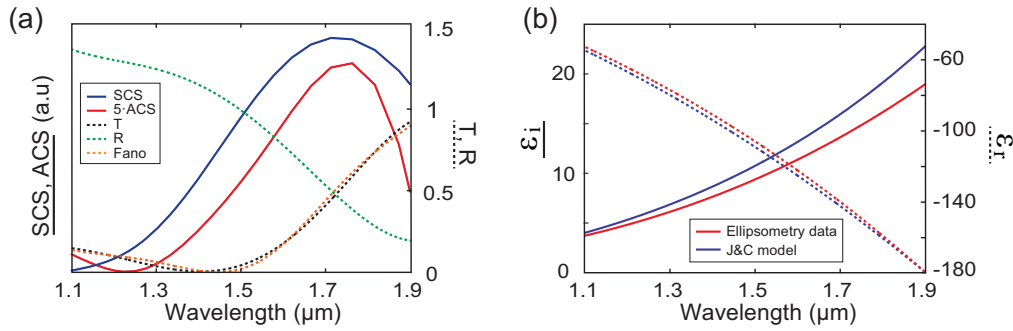 (a)
SCS, ACS (a.u)
SCS
5·ACS
T
R
Fano
1.5
1
0.5
0
T, R
1.1
1.3
1.5
1.7
1.9
Wavelength (μm)
(b)
εi
20
10
0
Ellipsometry data
J&C model
-60
-100
-140
-180
εr
1.1
1.3
1.5
1.7
1.9
Wavelength (μm)